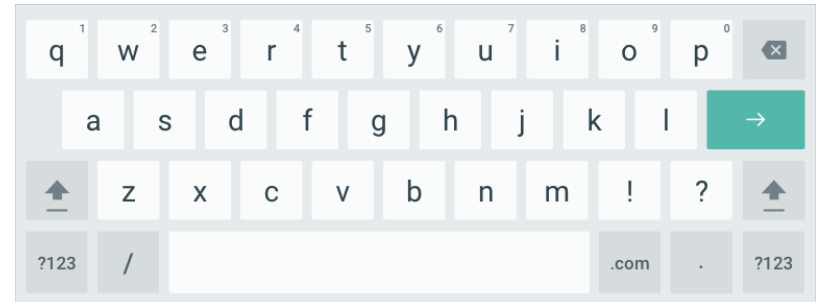 q 1 w 2 e 3 r 4 t 5 y 6 u 7 i 8 o 9 p 0
a s d f g h j k l
z x c v b n m ! ?
?123 / .com . ?123